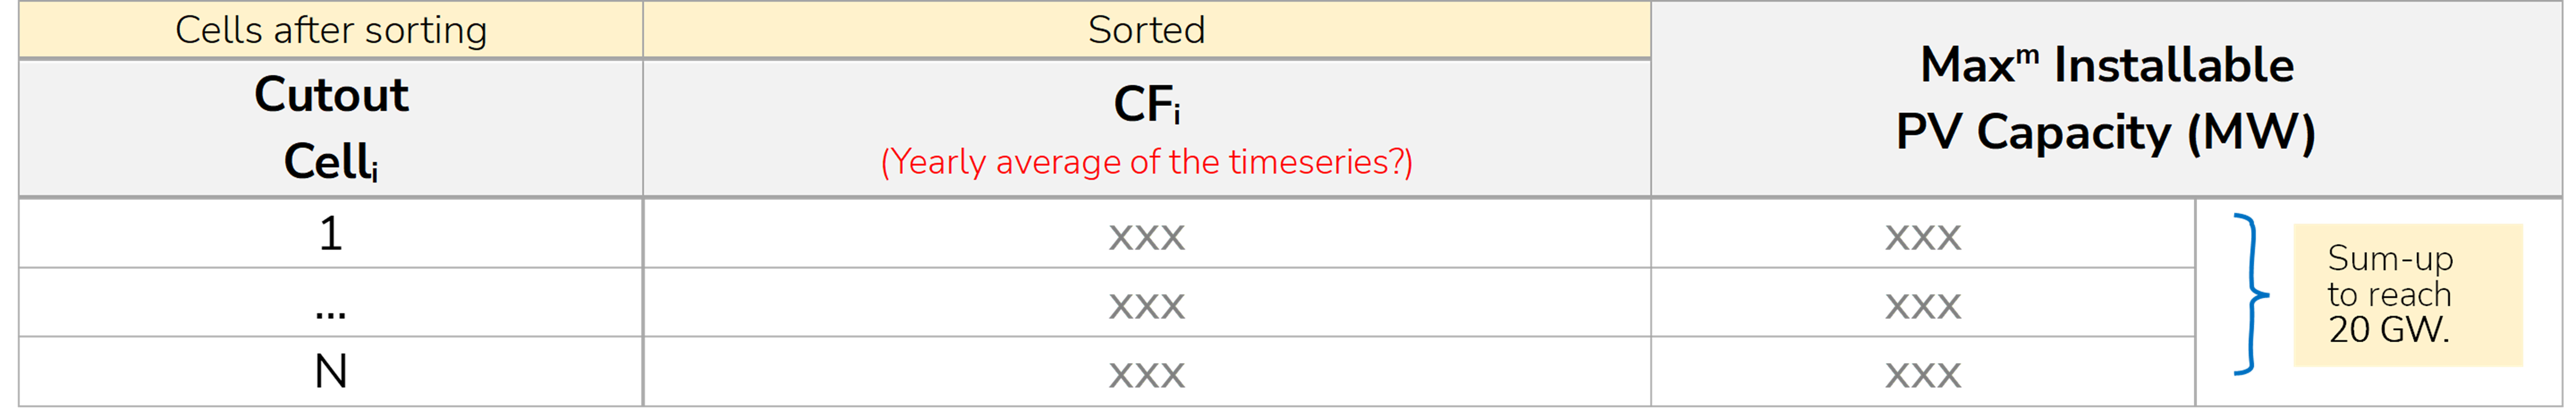 Cells after sorting
Sorted
Maxᵐ Installable
PV Capacity (MW)
Cutout
Cellᵢ
CFᵢ
(Yearly average of the timeseries?)
1
xxx
xxx
...
xxx
xxx
N
xxx
xxx
Sum-up
to reach
20 GW.